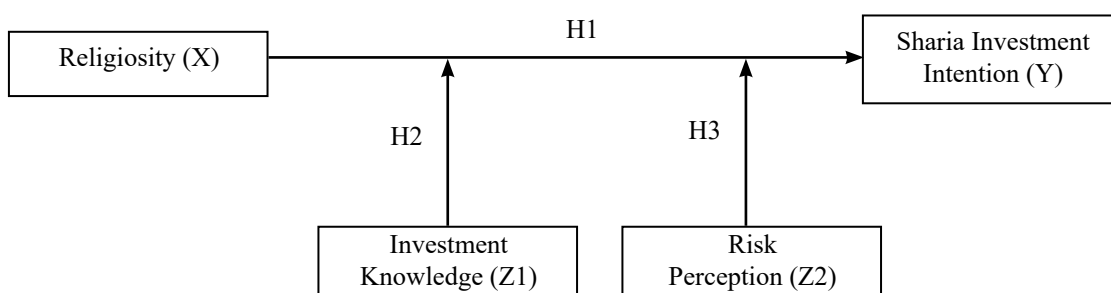 H1
Religiosity (X)
Sharia Investment
Intention (Y)
H2
H3
Investment
Knowledge (Z1)
Risk
Perception (Z2)